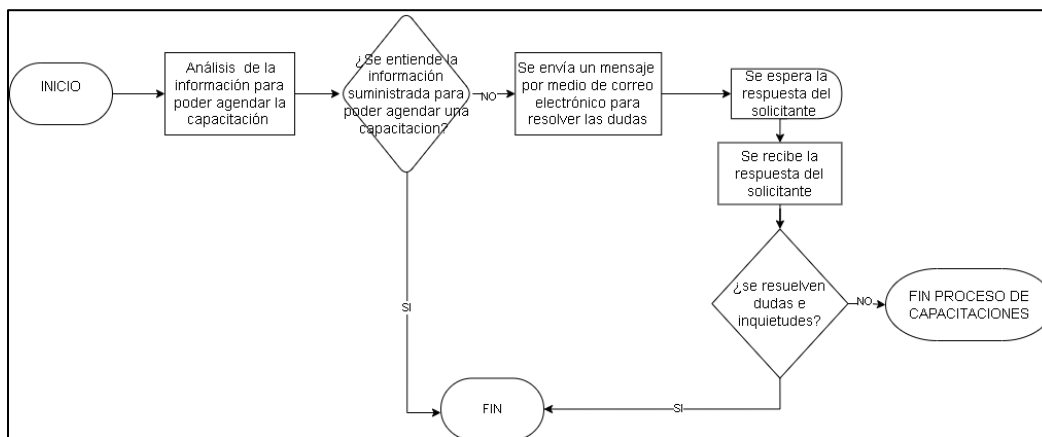 INICIO
Análisis de la
información para
poder agendar la
capacitación
¿Se entiende la
información
suministrada para
poder agendar una
capacitacion?
NO
Se envía un mensaje
por medio de correo
electrónico para
resolver las dudas
Se espera la
respuesta del
solicitante
Se recibe la
respuesta del
solicitante
¿se resuelven
dudas e
inquietudes?
NO
FIN PROCESO DE
CAPACITACIONES
SI
SI
FIN